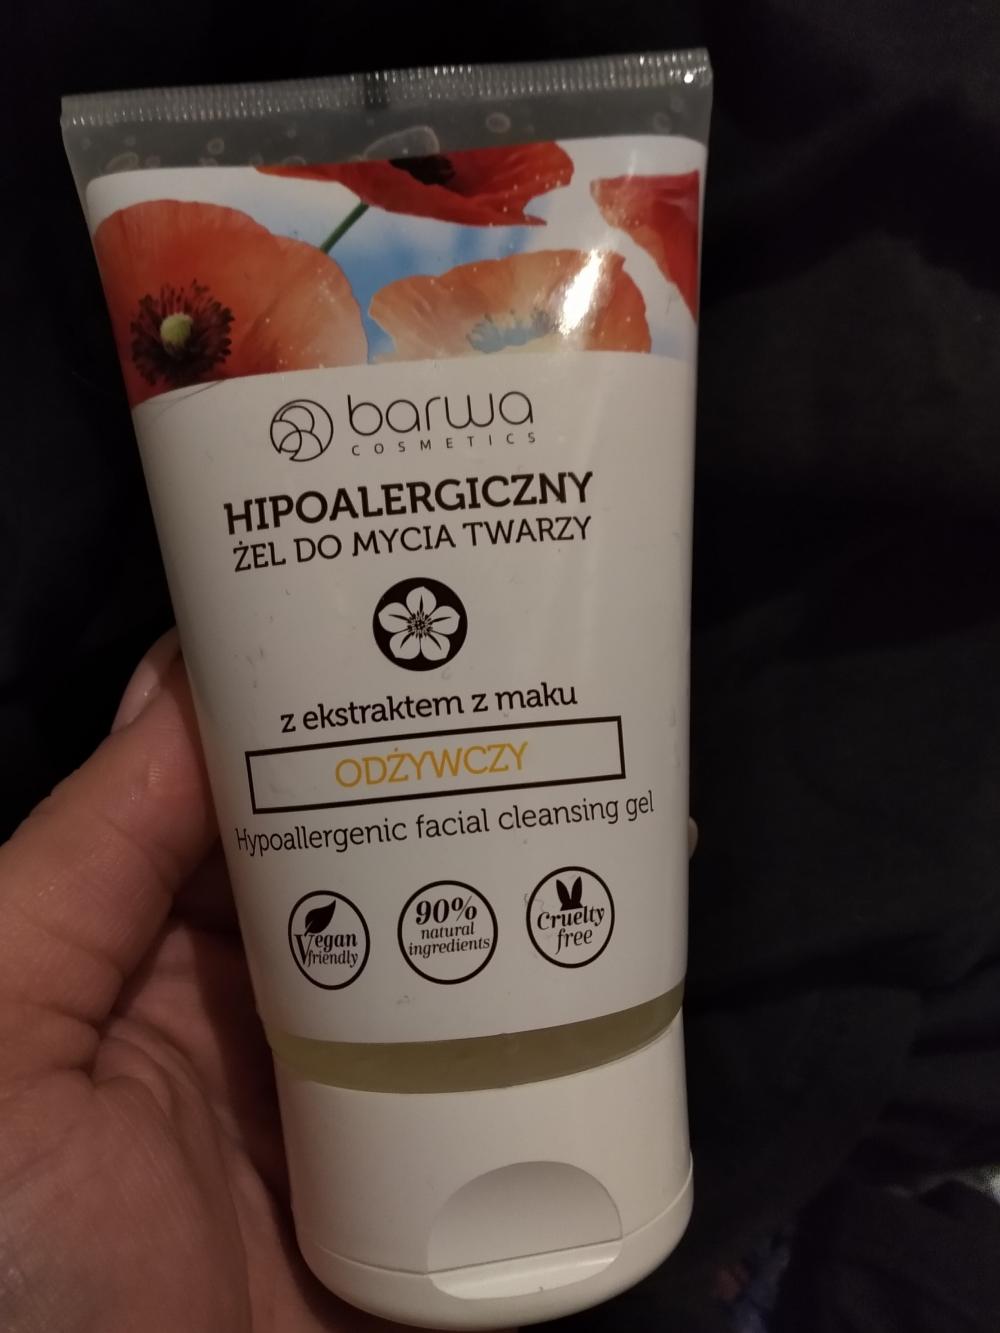 barwa
COSMETICS
HIPOALERGICZNY
ŻEL DO MYCIA TWARZY
z ekstraktem z maku
ODŻYWCZY
Hypoallergenic facial cleansing gel
Vegan
friendly
90%
natural
ingredients
Cruelty
free